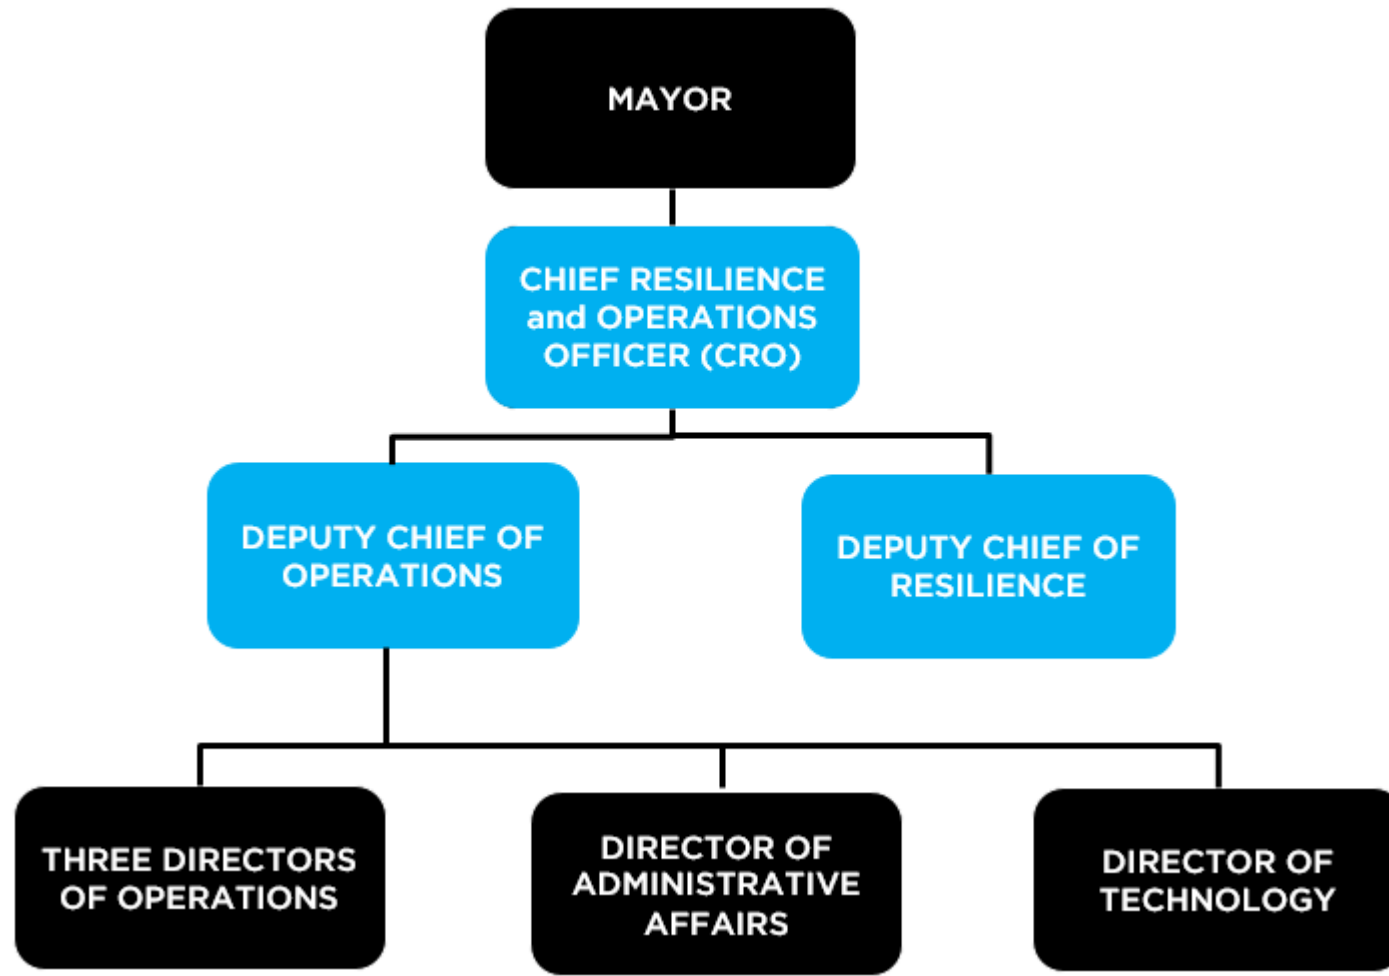 MAYOR
CHIEF RESILIENCE
and OPERATIONS
OFFICER (CRO)
DEPUTY CHIEF OF
OPERATIONS
DEPUTY CHIEF OF
RESILIENCE
THREE DIRECTORS
OF OPERATIONS
DIRECTOR OF
ADMINISTRATIVE
AFFAIRS
DIRECTOR OF
TECHNOLOGY